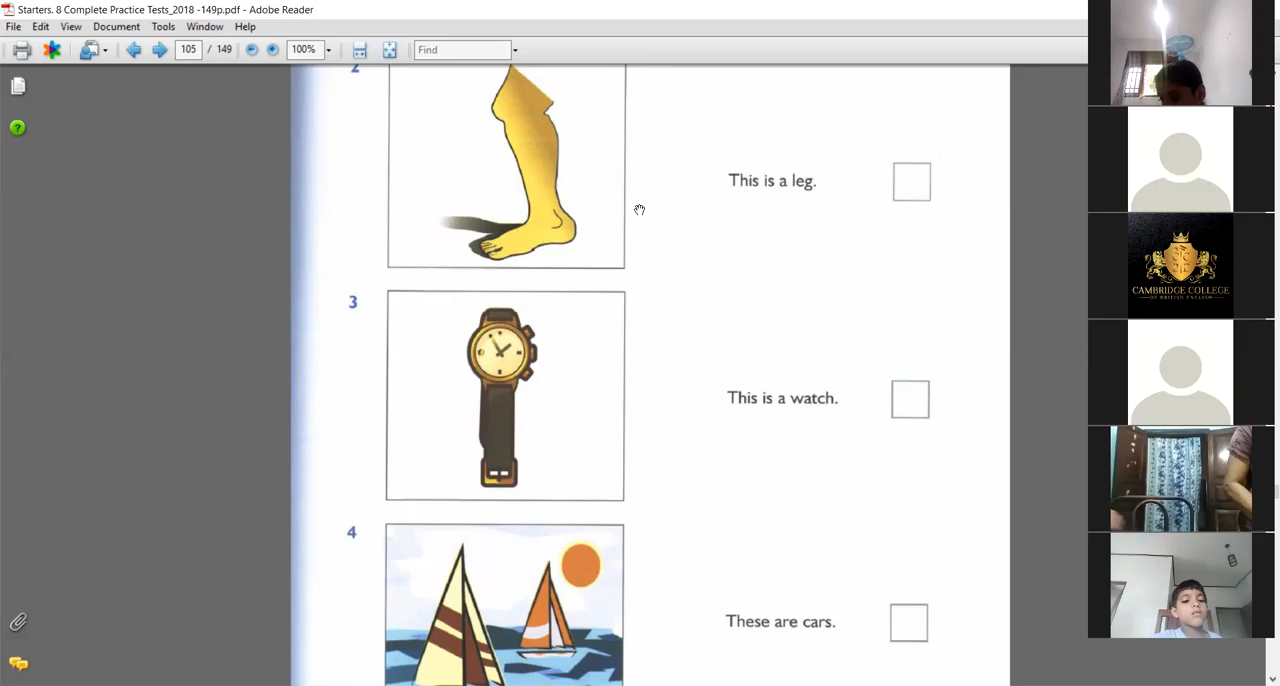 Starters. 8 Complete Practice Tests_2018 -149p.pdf - Adobe Reader
File Edit View Document Tools Window Help
105 / 149 100% Find
2
This is a leg.
3
This is a watch.
4
These are cars.
CAMBRIDGE COLLEGE
OF BRITISH ENGLISH